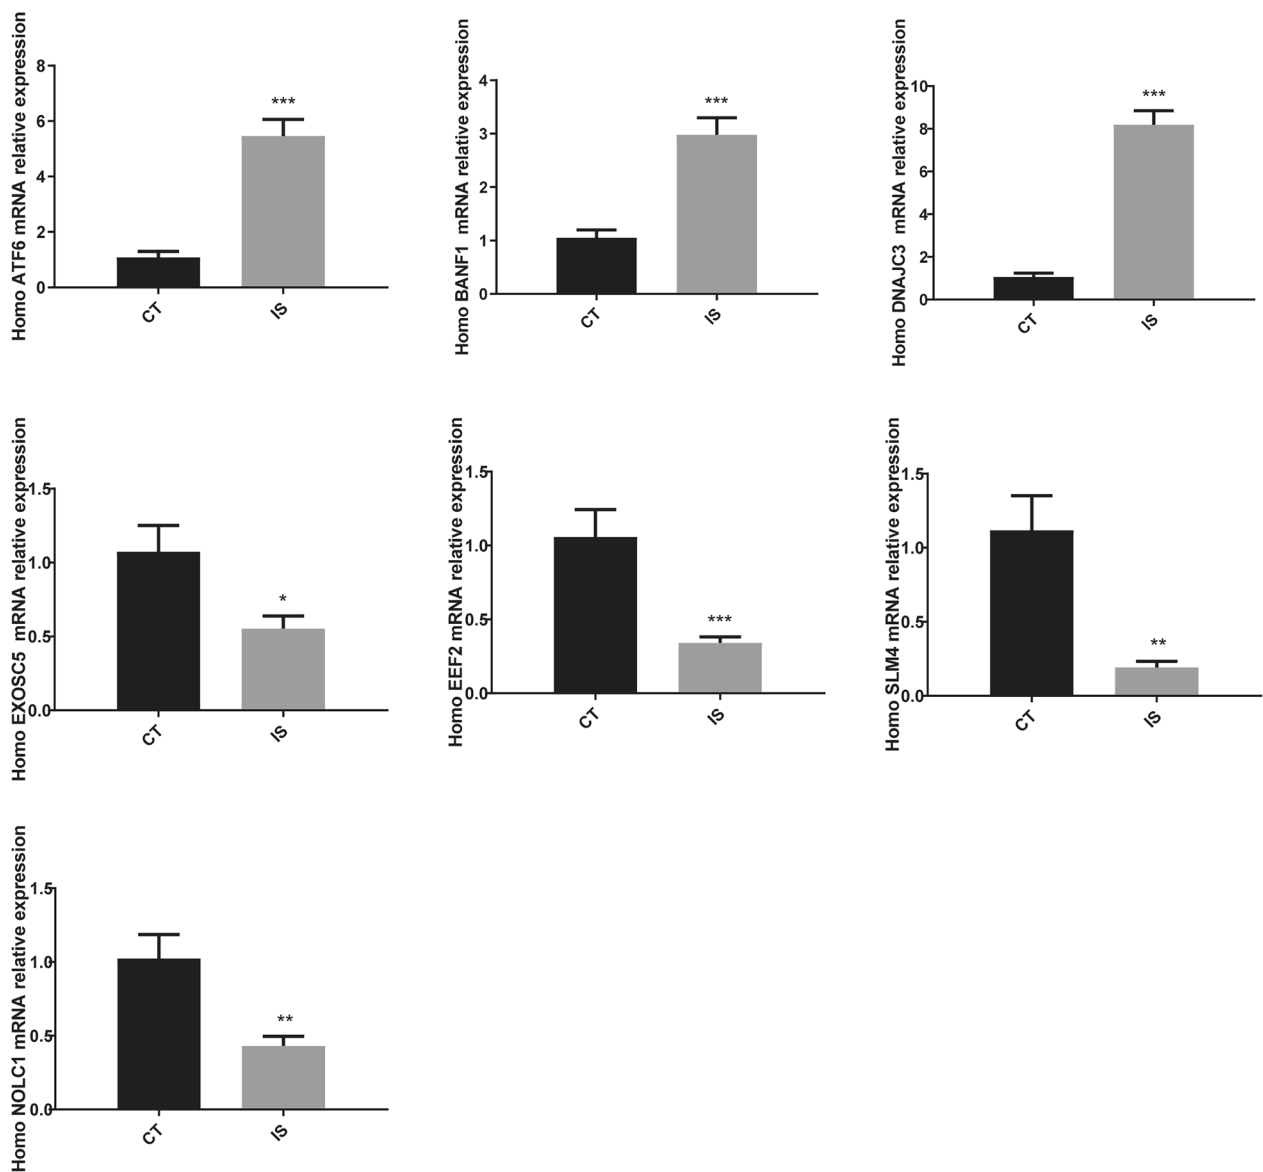 Homo ATF6 mRNA relative expression
8
6
4
2
0
***
CT
IS
Homo BANF1 mRNA relative expression
4
3
2
1
0
***
CT
IS
Homo DNAJC3 mRNA relative expression
10
8
6
4
2
0
***
CT
IS
Homo EXOSC5 mRNA relative expression
1.5
1.0
0.5
0.0
*
CT
IS
Homo EEF2 mRNA relative expression
1.5
1.0
0.5
0.0
***
CT
IS
Homo SLM4 mRNA relative expression
1.5
1.0
0.5
0.0
**
CT
IS
Homo NOLC1 mRNA relative expression
1.5
1.0
0.5
0.0
**
CT
IS